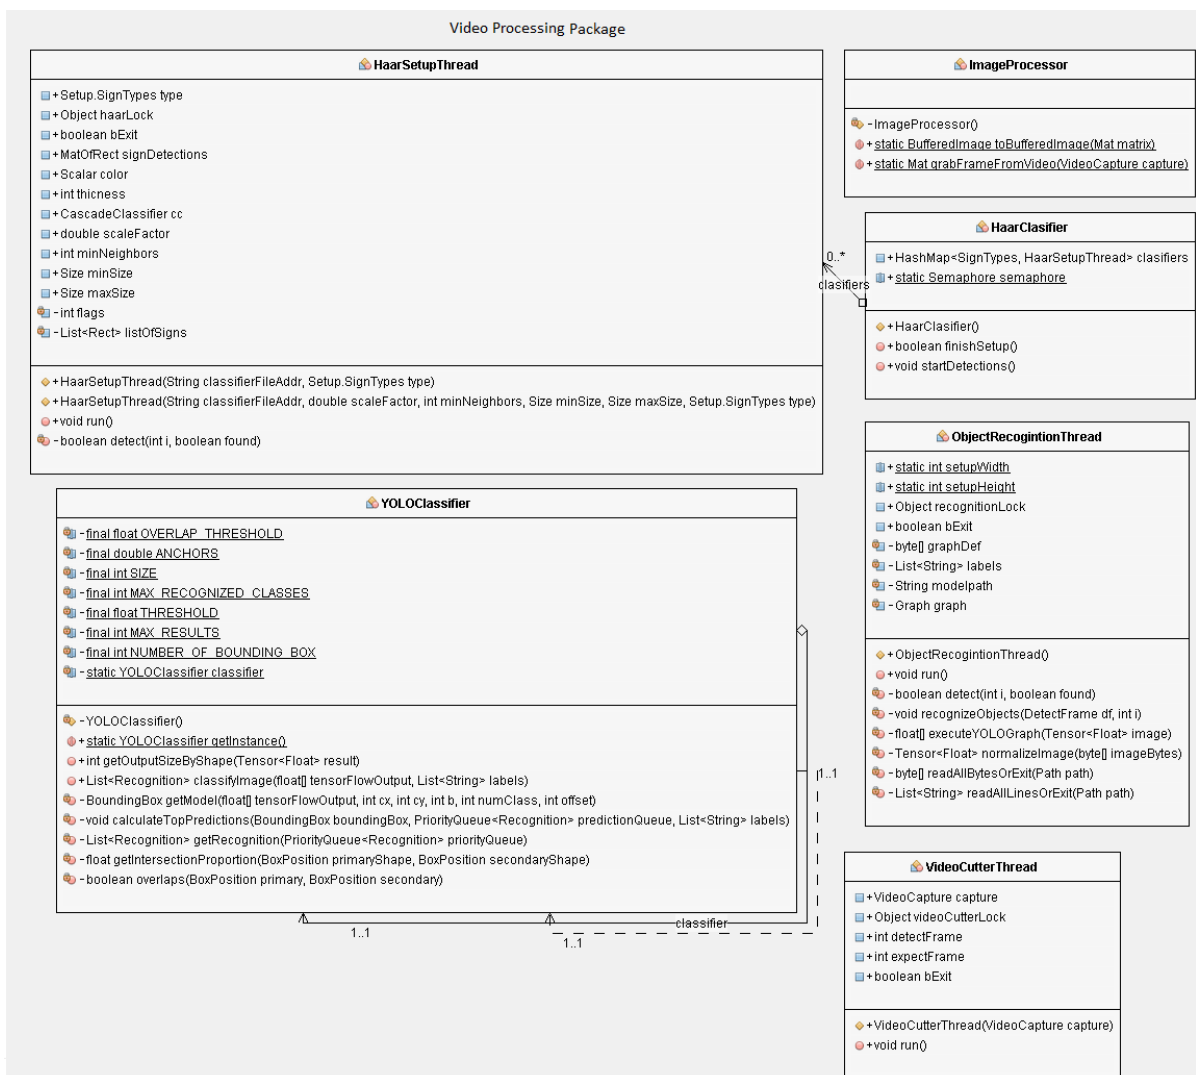 Video Processing Package
HaarSetupThread
+Setup.SignTypes type
+Object haarLock
+boolean bExit
+MatOfRect signDetections
+Scalar color
+int thicness
+CascadeClassifier cc
+double scaleFactor
+int minNeighbors
+Size minSize
+Size maxSize
-int flags
-List<Rect> listOfSigns
+HaarSetupThread(String classifierFileAddr, Setup.SignTypes type)
+HaarSetupThread(String classifierFileAddr, double scaleFactor, int minNeighbors, Size minSize, Size maxSize, Setup.SignTypes type)
+void run()
-boolean detect(int i, boolean found)
ImageProcessor
-ImageProcessor()
+static BufferedImage toBufferedImage(Mat matrix)
+static Mat grabFrameFromVideo(VideoCapture capture)
HaarClasifier
+HashMap<SignTypes, HaarSetupThread> clasifiers
+static Semaphore semaphore
+HaarClasifier()
+boolean finishSetup()
+void startDetections()
0..*
clasifiers
ObjectRecogintionThread
+static int setupWidth
+static int setupHeight
+Object recognitionLock
+boolean bExit
-byte[] graphDef
-List<String> labels
-String modelpath
-Graph graph
+ObjectRecogintionThread()
+void run()
-boolean detect(int i, boolean found)
-void recognizeObjects(DetectFrame df, int i)
-float[] executeYOLOGraph(Tensor<Float> image)
-Tensor<Float> normalizeImage(byte[] imageBytes)
-byte[] readAllBytesOrExit(Path path)
-List<String> readAllLinesOrExit(Path path)
YOLOClassifier
-final float OVERLAP_THRESHOLD
-final double ANCHORS
-final int SIZE
-final int MAX_RECOGNIZED_CLASSES
-final float THRESHOLD
-final int MAX_RESULTS
-final int NUMBER_OF_BOUNDING_BOX
-static YOLOClassifier classifier
-YOLOClassifier()
+static YOLOClassifier getInstance()
+int getOutputSizeByShape(Tensor<Float> result)
+List<Recognition> classifyImage(float[] tensorFlowOutput, List<String> labels)
-BoundingBox getModel(float[] tensorFlowOutput, int cx, int cy, int b, int numClass, int offset)
-void calculateTopPredictions(BoundingBox boundingBox, PriorityQueue<Recognition> predictionQueue, List<String> labels)
-List<Recognition> getRecognition(PriorityQueue<Recognition> priorityQueue)
-float getIntersectionProportion(BoxPosition primaryShape, BoxPosition secondaryShape)
-boolean overlaps(BoxPosition primary, BoxPosition secondary)
1..1
classifier
1..1
1..1
VideoCutterThread
+VideoCapture capture
+Object videoCutterLock
+int detectFrame
+int expectFrame
+boolean bExit
+VideoCutterThread(VideoCapture capture)
+void run()